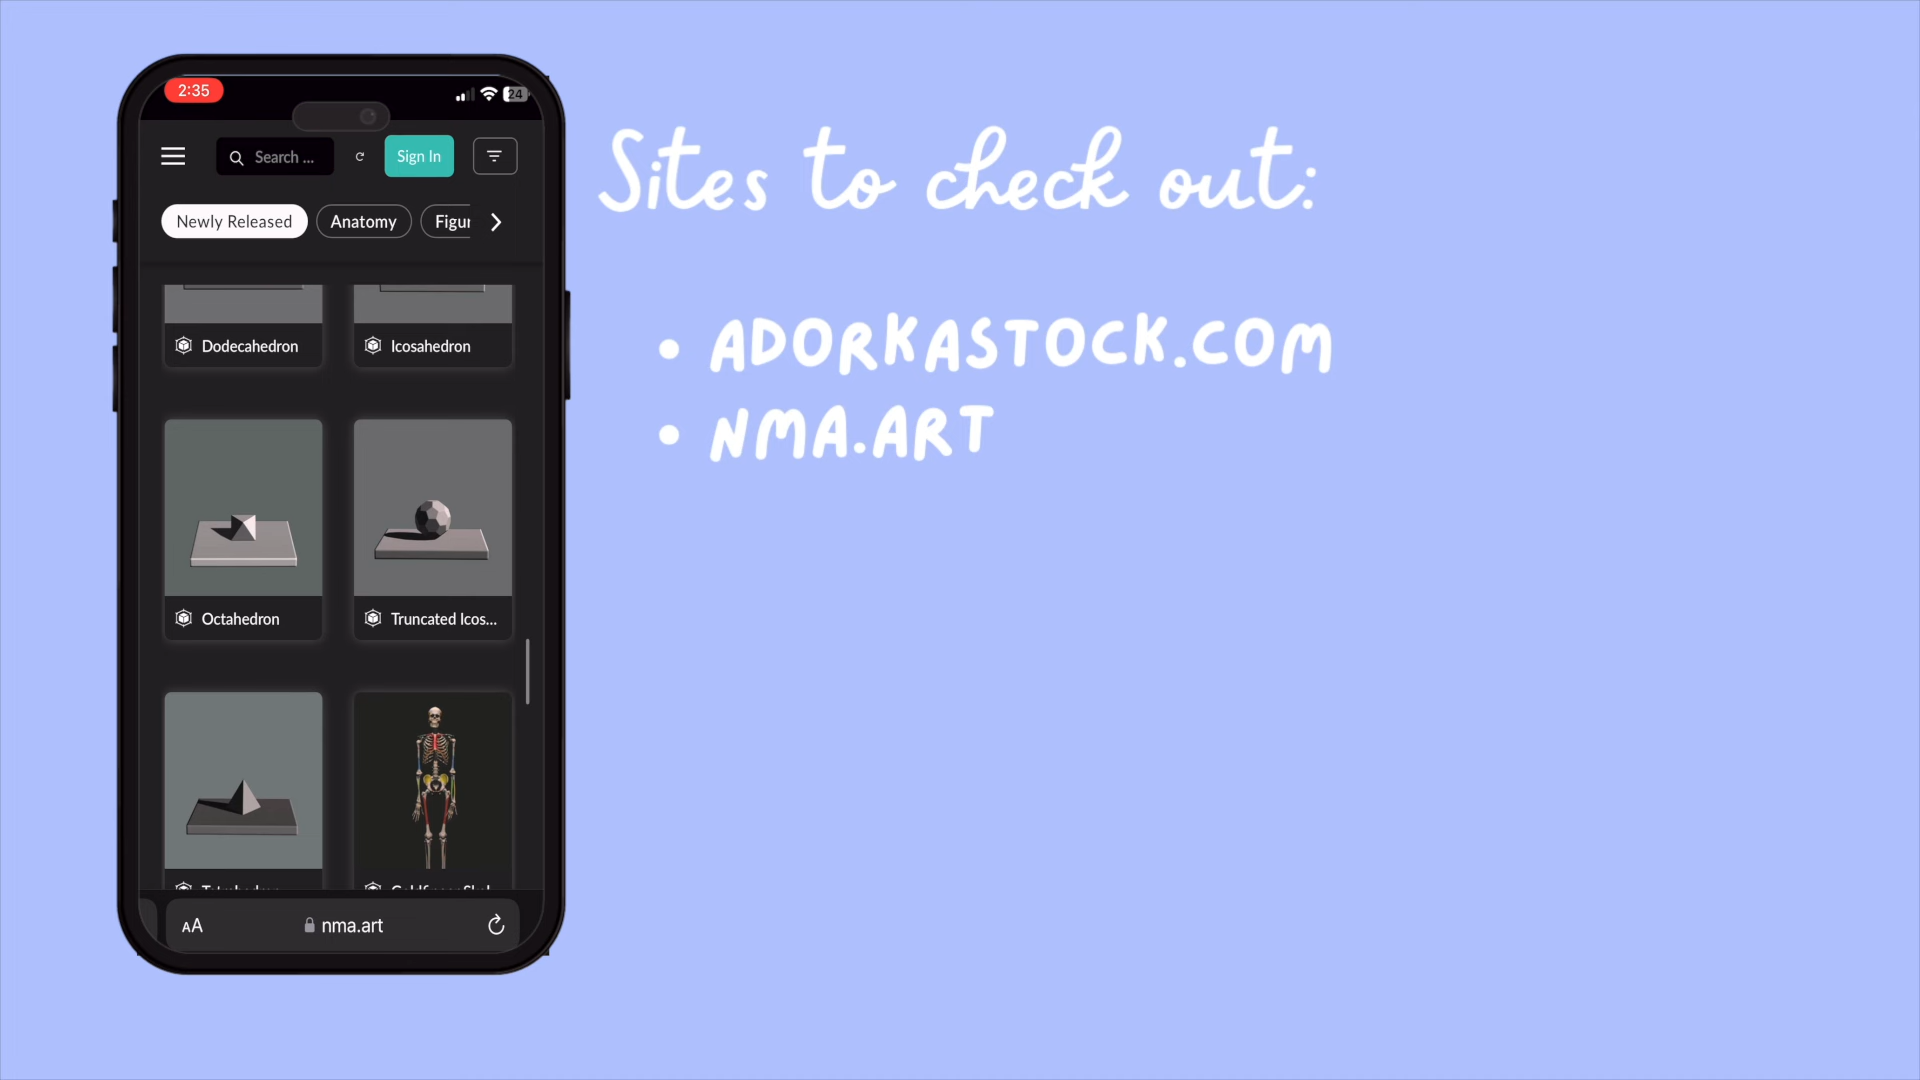 2:35
24
Search ...
Sign In
Newly Released
Anatomy
Figur
Dodecahedron
Icosahedron
Octahedron
Truncated Icos...
AA
nma.art
Sites to check out:
• ADORKASTOCK.COM
• NMA.ART